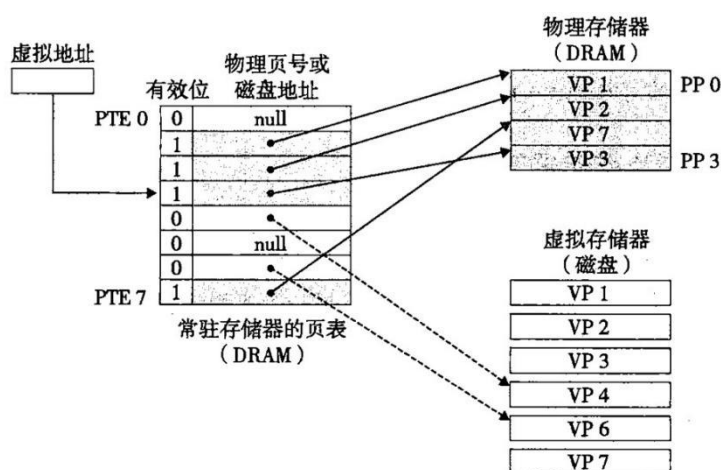 虚拟地址
有效位
物理页号或
磁盘地址
PTE 0
0
null
1
1
1
0
0
null
0
PTE 7
1
常驻存储器的页表
（DRAM）
物理存储器
（DRAM）
VP 1
PP 0
VP 2
VP 7
VP 3
PP 3
虚拟存储器
（磁盘）
VP 1
VP 2
VP 3
VP 4
VP 6
VP 7